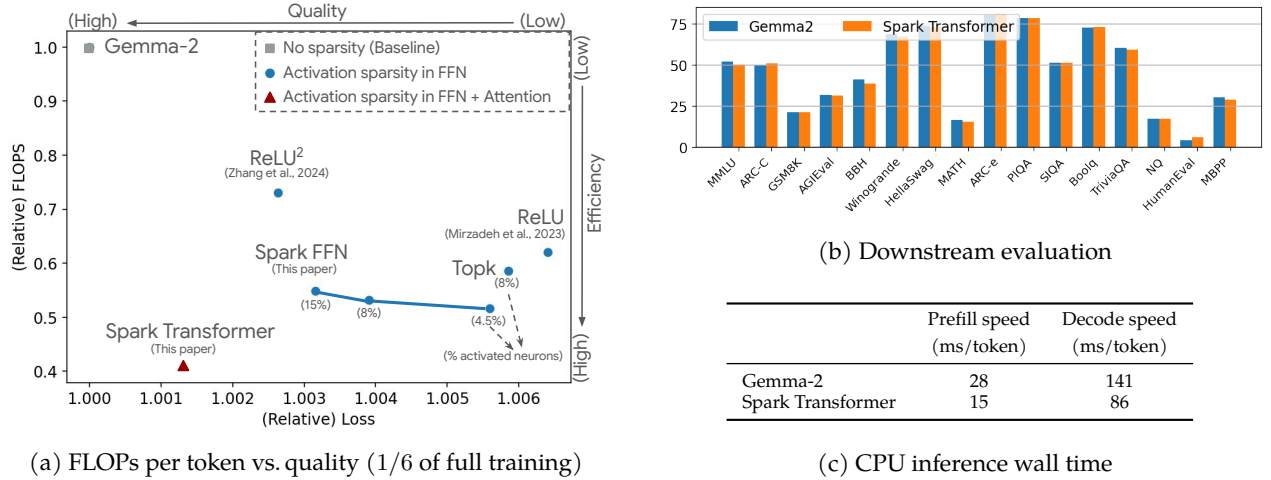 (High) Quality (Low)
1.0
0.9
0.8
0.7
0.6
0.5
0.4
(Relative) FLOPS
Gemma-2
No sparsity (Baseline)
Activation sparsity in FFN
Activation sparsity in FFN + Attention
ReLU²
(Zhang et al., 2024)
ReLU
(Mirzadeh et al., 2023)
Spark FFN
(This paper)
Topk
(8%)
(15%)
(8%)
(4.5%)
(% activated neurons)
Spark Transformer
(This paper)
(Low)
Efficiency
(High)
1.000 1.001 1.002 1.003 1.004 1.005 1.006
(Relative) Loss
(a) FLOPs per token vs. quality (1/6 of full training)
75
50
25
0
Gemma2 Spark Transformer
MMLU ARC-C GSM8K AGIEval BBH Winogrande HellaSwag MATH ARC-e PIQA SIQA Boolq TriviaQA NQ HumanEval MBPP
(b) Downstream evaluation
Prefill speed Decode speed
(ms/token) (ms/token)
Gemma-2 28 141
Spark Transformer 15 86
(c) CPU inference wall time